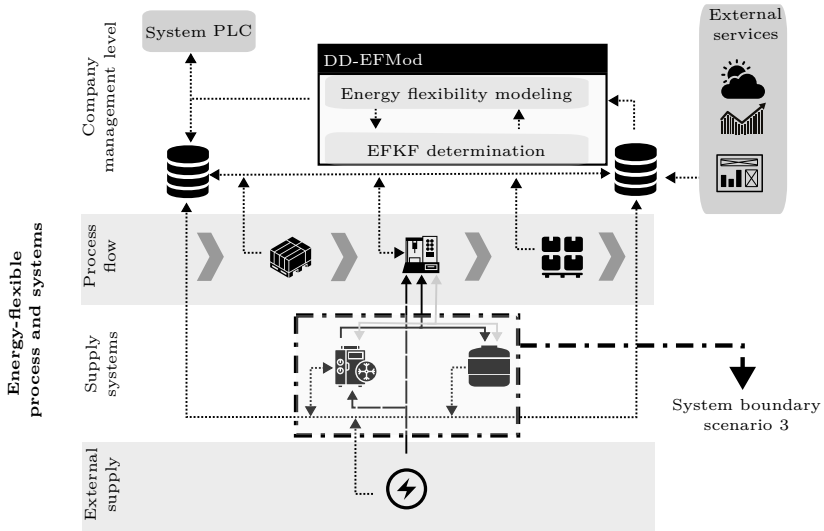 System PLC
External
services
DD-EFMod
Energy flexibility modeling
EFKF determination
Company
management level
Energy-flexible
process and systems
Process
flow
Supply
systems
System boundary
scenario 3
External
supply